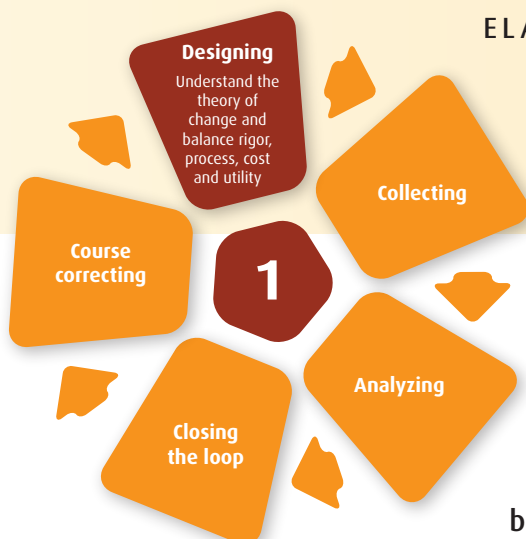 ELA
Designing
Understand the
theory of
change and
balance rigor,
process, cost
and utility
Collecting
Course
correcting
1
Analyzing
Closing
the loop
b